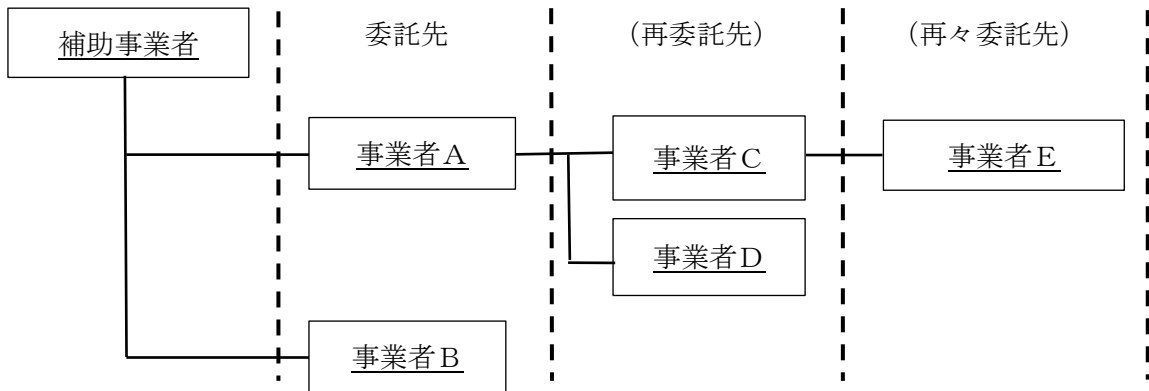 補助事業者
委託先
(再委託先)
(再々委託先)
事業者A
事業者C
事業者E
事業者D
事業者B